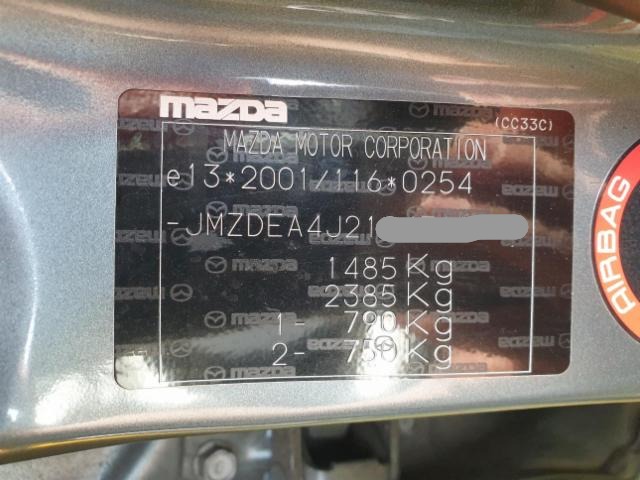 mazda
(CC33C)
MAZDA MOTOR CORPORATION
e13*2001/116*0254
-JMZDEA4J21
1485 Kg
2385 Kg
1- 790 Kg
2- 750 Kg
AIRBAG